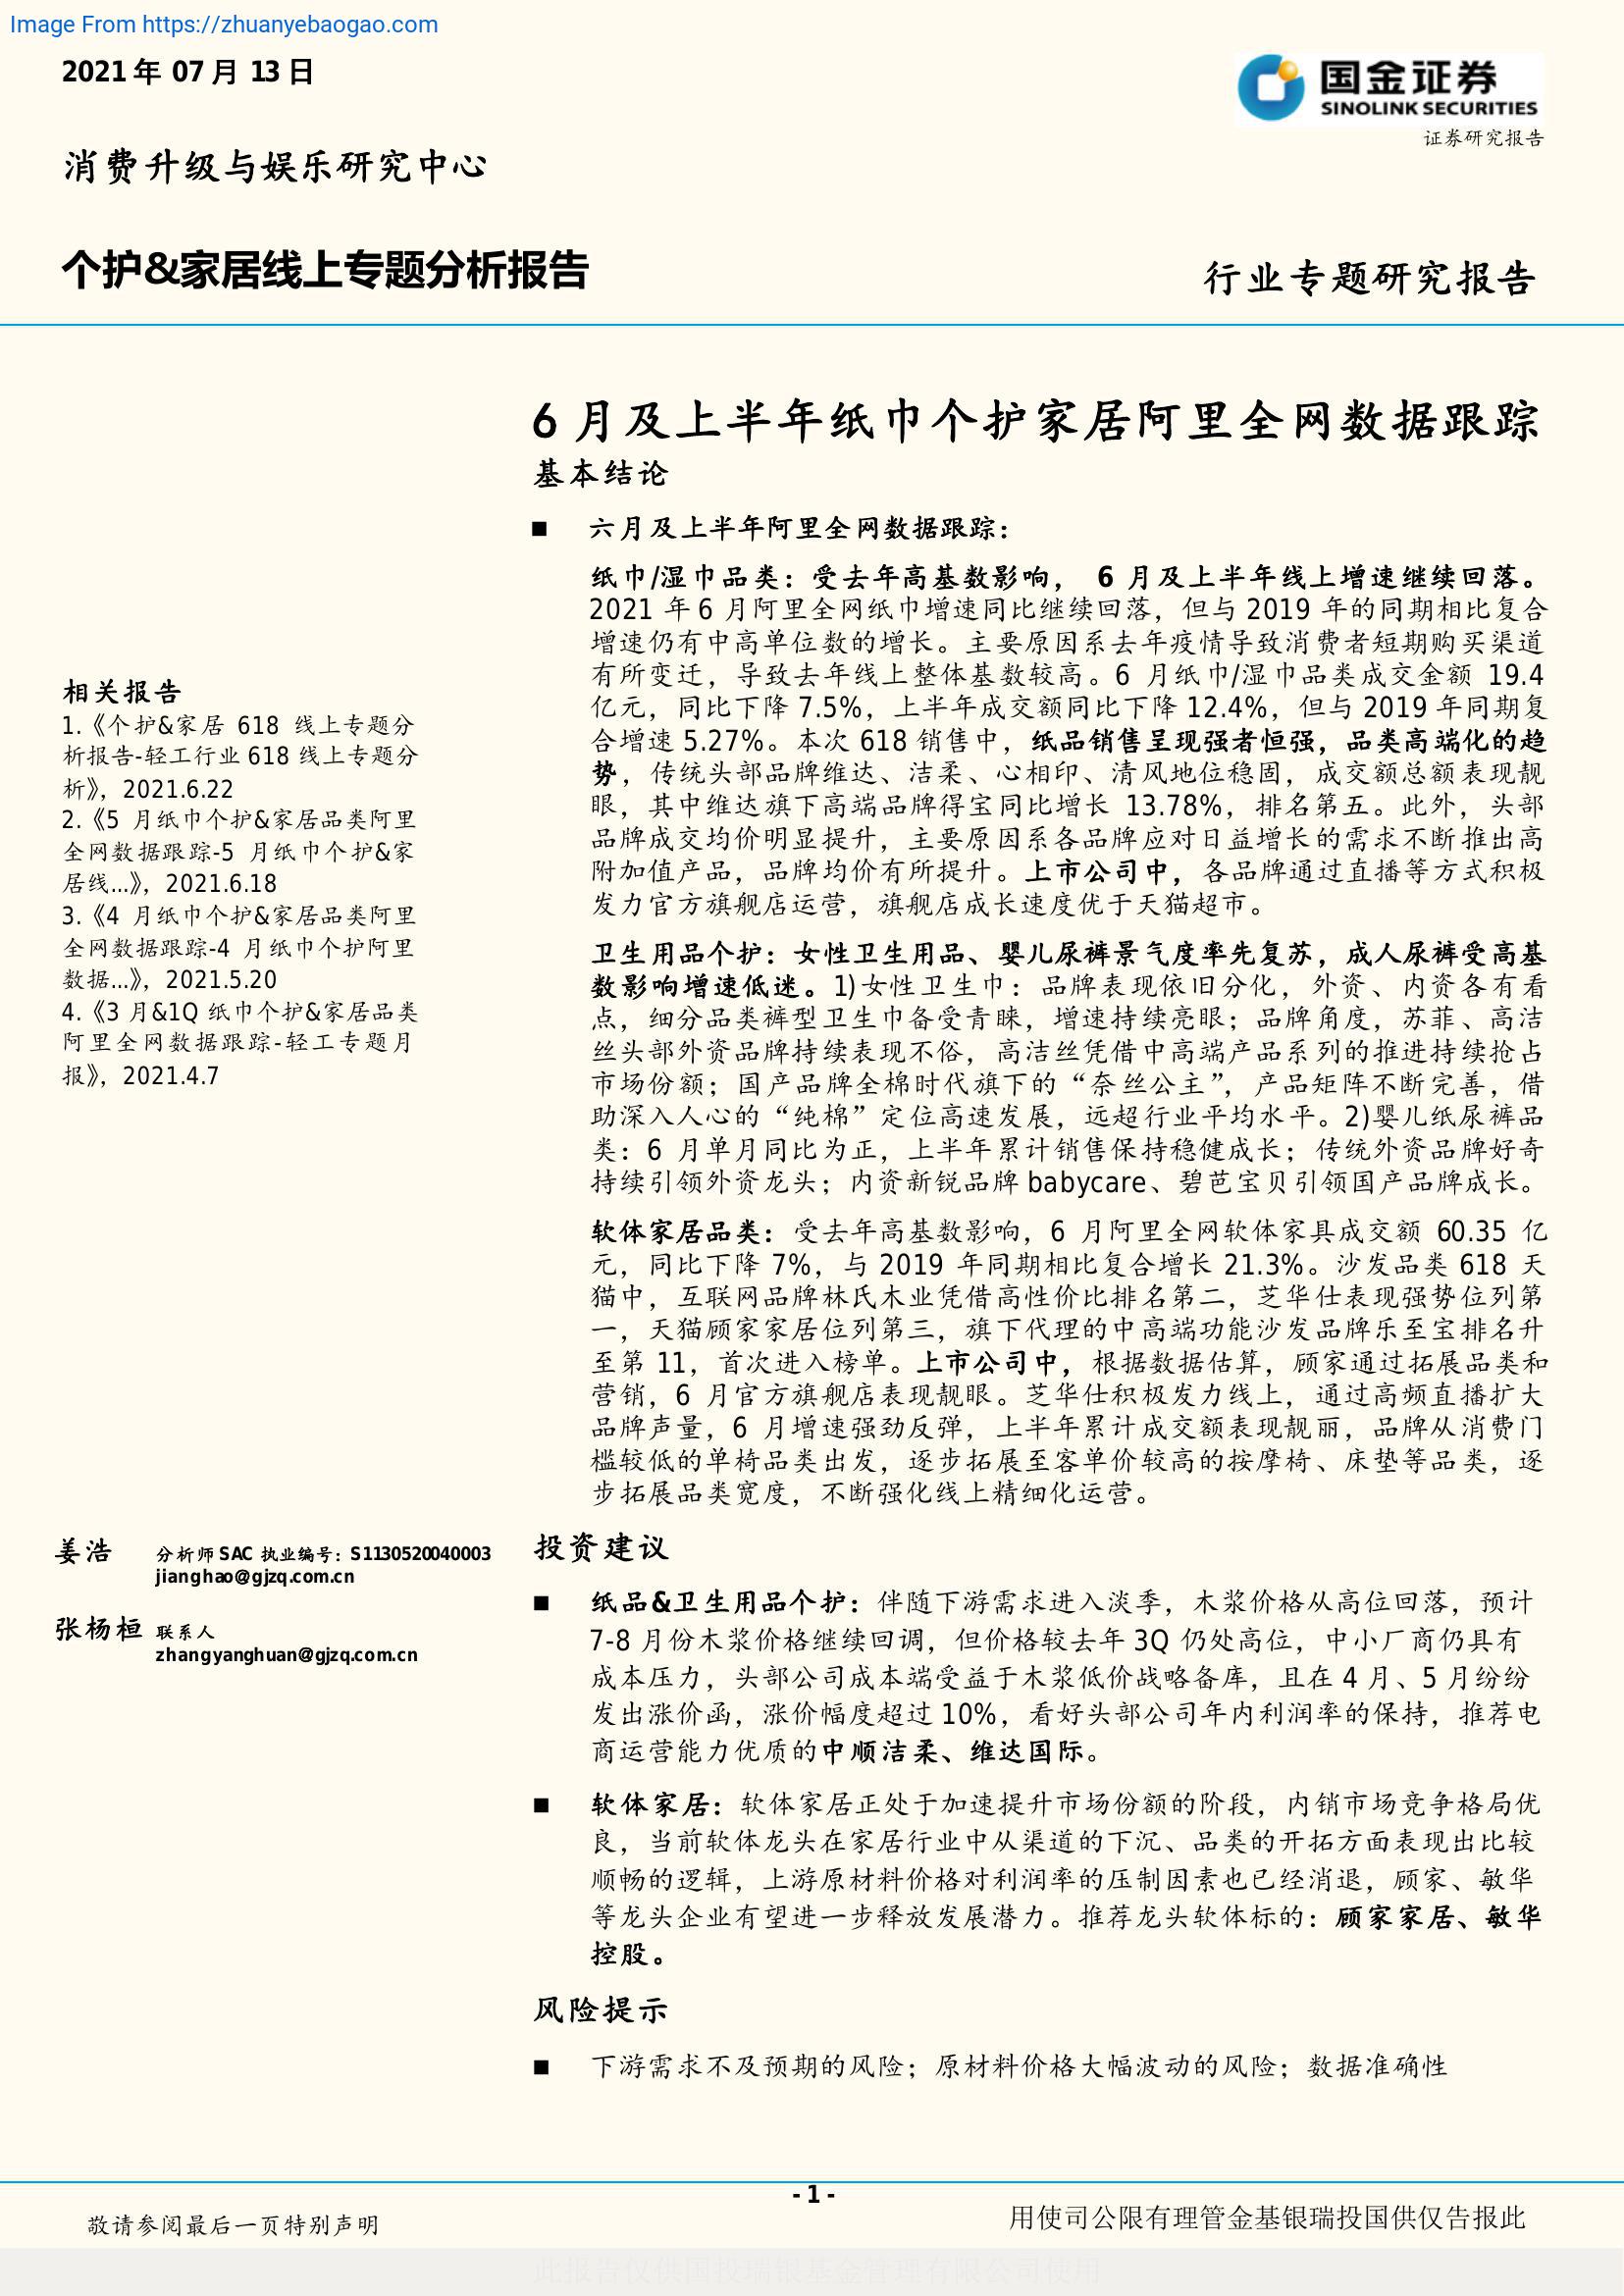 Image From https://zhuanyebaogao.com
2021 年 07 月 13 日
国金证券
SINOLINK SECURITIES
证券研究报告
消费升级与娱乐研究中心
个护&家居线上专题分析报告
行业专题研究报告
6 月及上半年纸巾个护家居阿里全网数据跟踪
基本结论
■ 六月及上半年阿里全网数据跟踪：
纸巾/湿巾品类：受去年高基数影响， 6 月及上半年线上增速继续回落。
2021 年 6 月阿里全网纸巾增速同比继续回落，但与 2019 年的同期相比复合
增速仍有中高单位数的增长。主要原因系去年疫情导致消费者短期购买渠道
有所变迁，导致去年线上整体基数较高。6 月纸巾/湿巾品类成交金额 19.4
亿元，同比下降 7.5%，上半年成交额同比下降 12.4%，但与 2019 年同期复
合增速 5.27%。本次 618 销售中，纸品销售呈现强者恒强，品类高端化的趋
势，传统头部品牌维达、洁柔、心相印、清风地位稳固，成交额总额表现靓
眼，其中维达旗下高端品牌得宝同比增长 13.78%，排名第五。此外，头部
品牌成交均价明显提升，主要原因系各品牌应对日益增长的需求不断推出高
附加值产品，品牌均价有所提升。上市公司中，各品牌通过直播等方式积极
发力官方旗舰店运营，旗舰店成长速度优于天猫超市。
卫生用品个护：女性卫生用品、婴儿尿裤景气度率先复苏，成人尿裤受高基
数影响增速低迷。1)女性卫生巾：品牌表现依旧分化，外资、内资各有看
点，细分品类裤型卫生巾备受青睐，增速持续亮眼；品牌角度，苏菲、高洁
丝头部外资品牌持续表现不俗，高洁丝凭借中高端产品系列的推进持续抢占
市场份额；国产品牌全棉时代旗下的“奈丝公主”，产品矩阵不断完善，借
助深入人心的“纯棉”定位高速发展，远超行业平均水平。2)婴儿纸尿裤品
类：6 月单月同比为正，上半年累计销售保持稳健成长；传统外资品牌好奇
持续引领外资龙头；内资新锐品牌 babycare、碧芭宝贝引领国产品牌成长。
软体家居品类：受去年高基数影响，6 月阿里全网软体家具成交额 60.35 亿
元，同比下降 7%，与 2019 年同期相比复合增长 21.3%。沙发品类 618 天
猫中，互联网品牌林氏木业凭借高性价比排名第二，芝华仕表现强势位列第
一，天猫顾家家居位列第三，旗下代理的中高端功能沙发品牌乐至宝排名升
至第 11，首次进入榜单。上市公司中，根据数据估算，顾家通过拓展品类和
营销，6 月官方旗舰店表现靓眼。芝华仕积极发力线上，通过高频直播扩大
品牌声量，6 月增速强劲反弹，上半年累计成交额表现靓丽，品牌从消费门
槛较低的单椅品类出发，逐步拓展至客单价较高的按摩椅、床垫等品类，逐
步拓展品类宽度，不断强化线上精细化运营。
投资建议
■ 纸品&卫生用品个护：伴随下游需求进入淡季，木浆价格从高位回落，预计
7-8 月份木浆价格继续回调，但价格较去年 3Q 仍处高位，中小厂商仍具有
成本压力，头部公司成本端受益于木浆低价战略备库，且在 4 月、5 月纷纷
发出涨价函，涨价幅度超过 10%，看好头部公司年内利润率的保持，推荐电
商运营能力优质的中顺洁柔、维达国际。
■ 软体家居：软体家居正处于加速提升市场份额的阶段，内销市场竞争格局优
良，当前软体龙头在家居行业中从渠道的下沉、品类的开拓方面表现出比较
顺畅的逻辑，上游原材料价格对利润率的压制因素也已经消退，顾家、敏华
等龙头企业有望进一步释放发展潜力。推荐龙头软体标的：顾家家居、敏华
控股。
风险提示
■ 下游需求不及预期的风险；原材料价格大幅波动的风险；数据准确性
相关报告
1.《个护&家居 618 线上专题分
析报告-轻工行业 618 线上专题分
析》，2021.6.22
2.《5 月纸巾个护&家居品类阿里
全网数据跟踪-5 月纸巾个护&家
居线...》，2021.6.18
3.《4 月纸巾个护&家居品类阿里
全网数据跟踪-4 月纸巾个护阿里
数据...》，2021.5.20
4.《3 月&1Q 纸巾个护&家居品类
阿里全网数据跟踪-轻工专题月
报》，2021.4.7
姜浩 分析师 SAC 执业编号：S1130520040003
jianghao@gjzq.com.cn
张杨桓 联系人
zhangyanghuan@gjzq.com.cn
- 1 -
敬请参阅最后一页特别声明
用使司公限有理管金基银瑞投国供仅告报此
此报告仅供国投瑞银基金管理有限公司使用